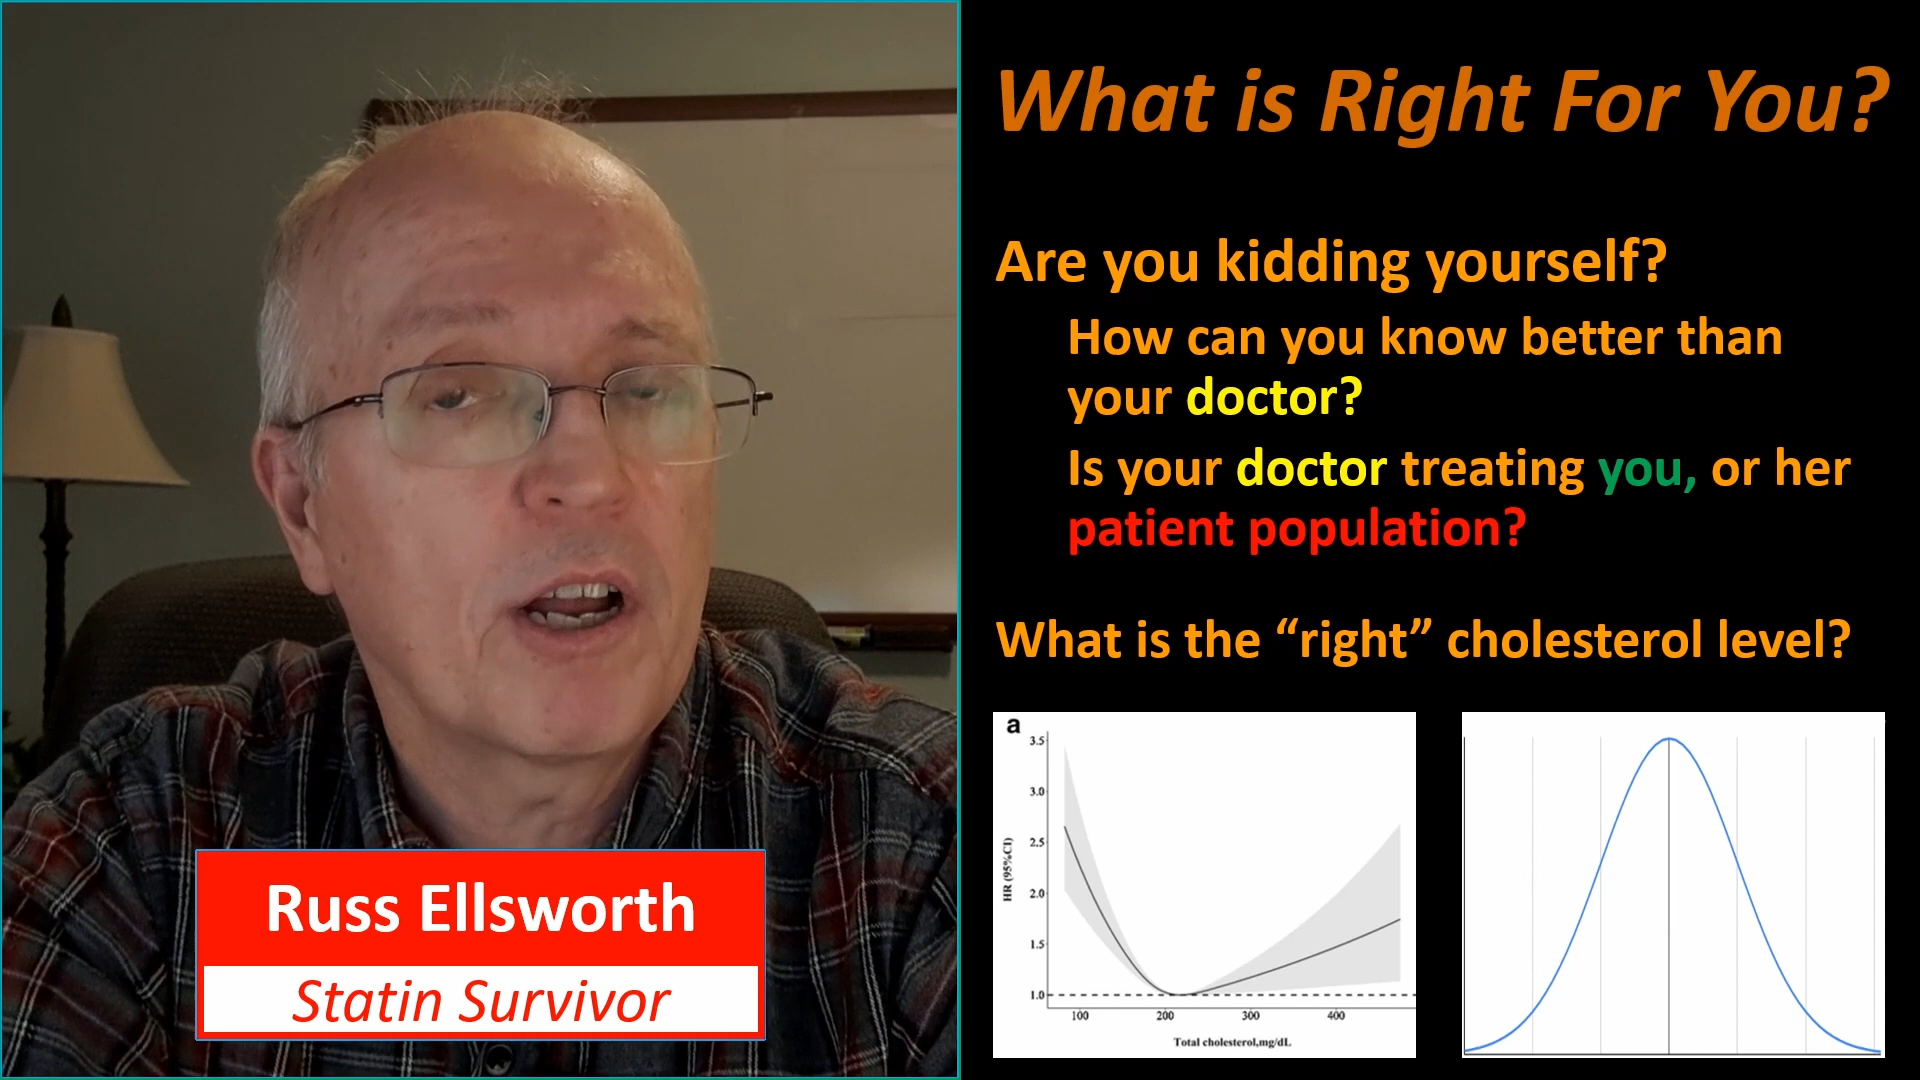 What is Right For You?
Are you kidding yourself?
How can you know better than
your doctor?
Is your doctor treating you, or her
patient population?
What is the “right” cholesterol level?
Russ Ellsworth
Statin Survivor
a
3.5
3.0
2.5
2.0
1.5
1.0
HR (95%CI)
100 200 300 400
Total cholesterol,mg/dL